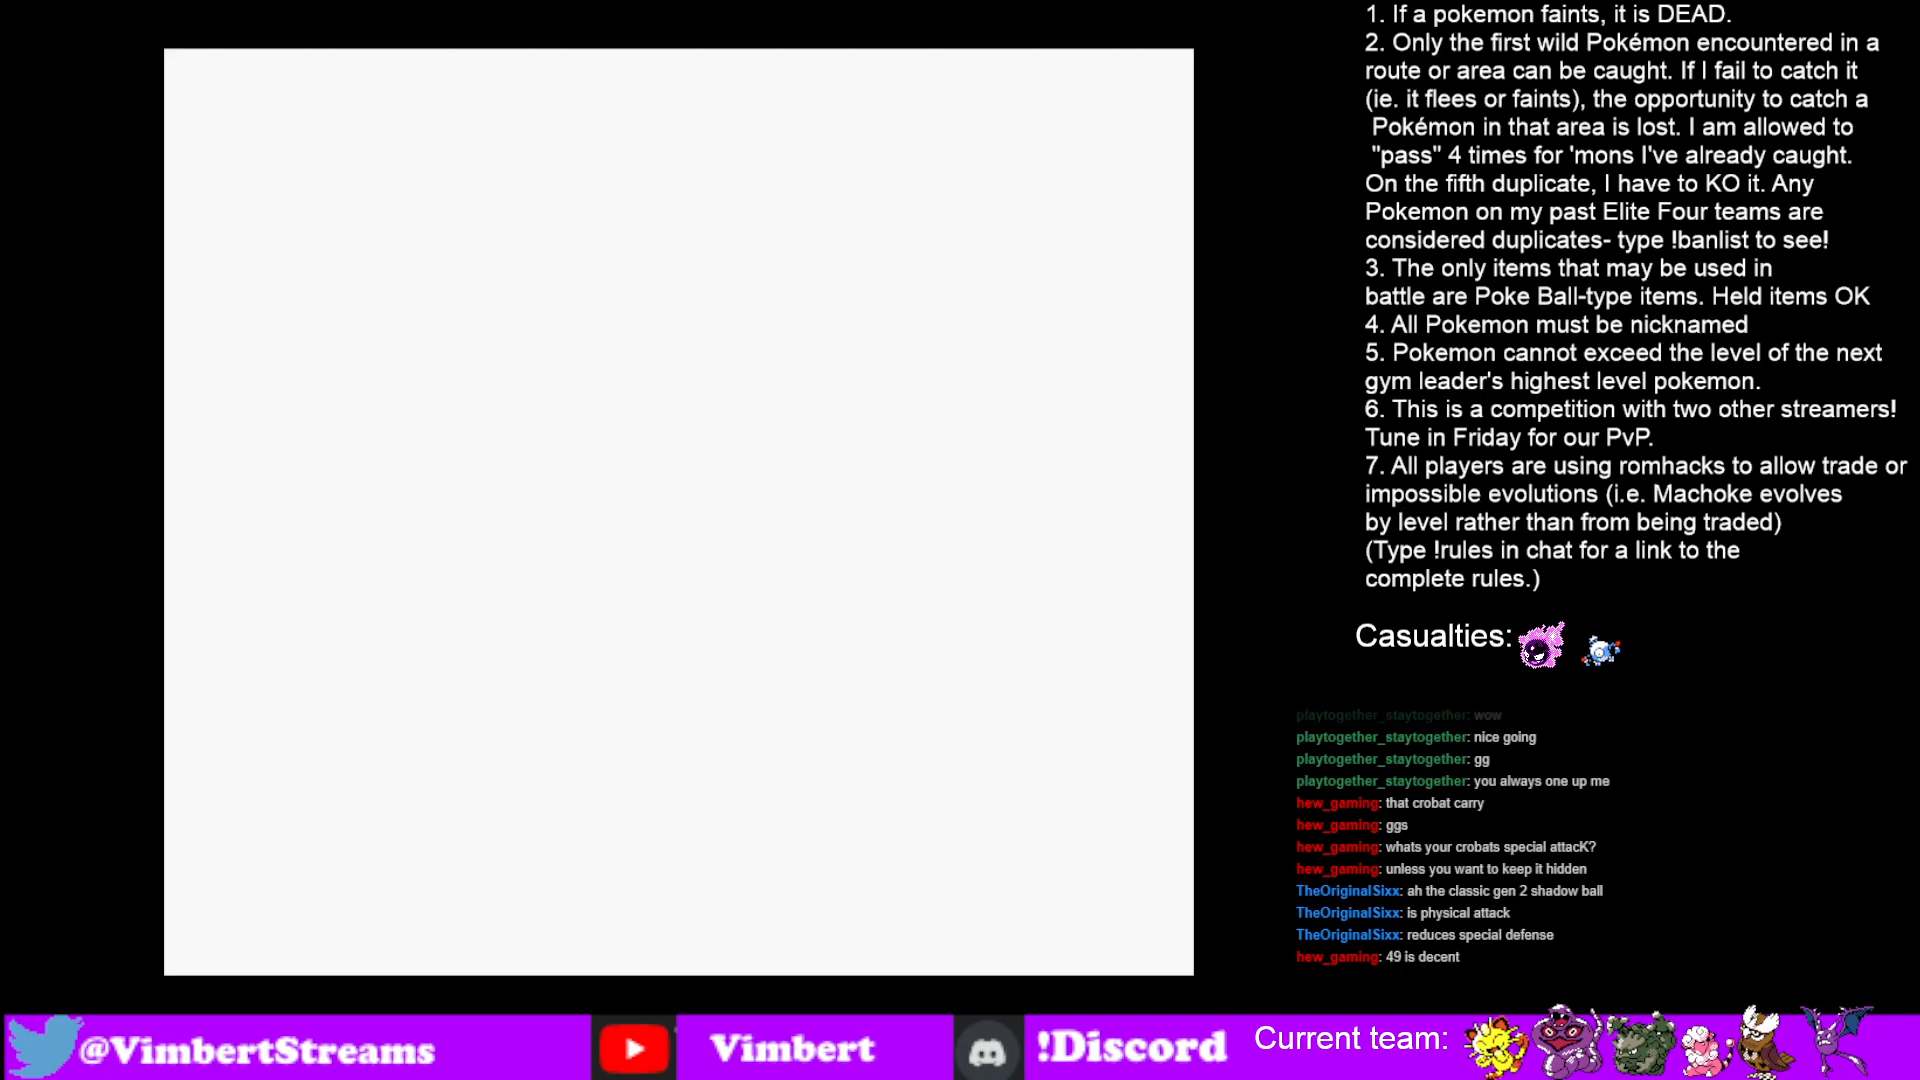 1. If a pokemon faints, it is DEAD.
2. Only the first wild Pokémon encountered in a
route or area can be caught. If I fail to catch it
(ie. it flees or faints), the opportunity to catch a
Pokémon in that area is lost. I am allowed to
"pass" 4 times for 'mons I've already caught.
On the fifth duplicate, I have to KO it. Any
Pokemon on my past Elite Four teams are
considered duplicates- type !banlist to see!
3. The only items that may be used in
battle are Poke Ball-type items. Held items OK
4. All Pokemon must be nicknamed
5. Pokemon cannot exceed the level of the next
gym leader's highest level pokemon.
6. This is a competition with two other streamers!
Tune in Friday for our PvP.
7. All players are using romhacks to allow trade or
impossible evolutions (i.e. Machoke evolves
by level rather than from being traded)
(Type !rules in chat for a link to the
complete rules.)
Casualties:
playtogether_staytogether: wow
playtogether_staytogether: nice going
playtogether_staytogether: gg
playtogether_staytogether: you always one up me
hew_gaming: that crobat carry
hew_gaming: ggs
hew_gaming: whats your crobats special attacK?
hew_gaming: unless you want to keep it hidden
TheOriginalSixx: ah the classic gen 2 shadow ball
TheOriginalSixx: is physical attack
TheOriginalSixx: reduces special defense
hew_gaming: 49 is decent
@VimbertStreams
Vimbert
!Discord
Current team: